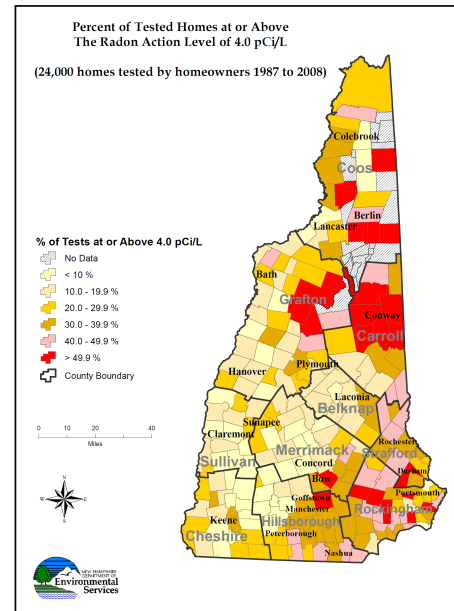 Percent of Tested Homes at or Above
The Radon Action Level of 4.0 pCi/L
(24,000 homes tested by homeowners 1987 to 2008)
Colebrook
Coos
Berlin
Lancaster
% of Tests at or Above 4.0 pCi/L
No Data
< 10 %
10.0 - 19.9 %
20.0 - 29.9 %
30.0 - 39.9 %
40.0 - 49.9 %
> 49.9 %
County Boundary
Bath
Grafton
Conway
Carroll
Plymouth
Hanover
Laconia
Belknap
Sunapee
Claremont
Sullivan
Merrimack
Concord
Rochester
Strafford
Durham
Bow
Goffstown
Manchester
Portsmouth
Rockingham
Keene
Cheshire
Hillsborough
Peterborough
Nashua
0 10 20 40
Miles
N
W E
S
NEW HAMPSHIRE
DEPARTMENT OF
Environmental
Services